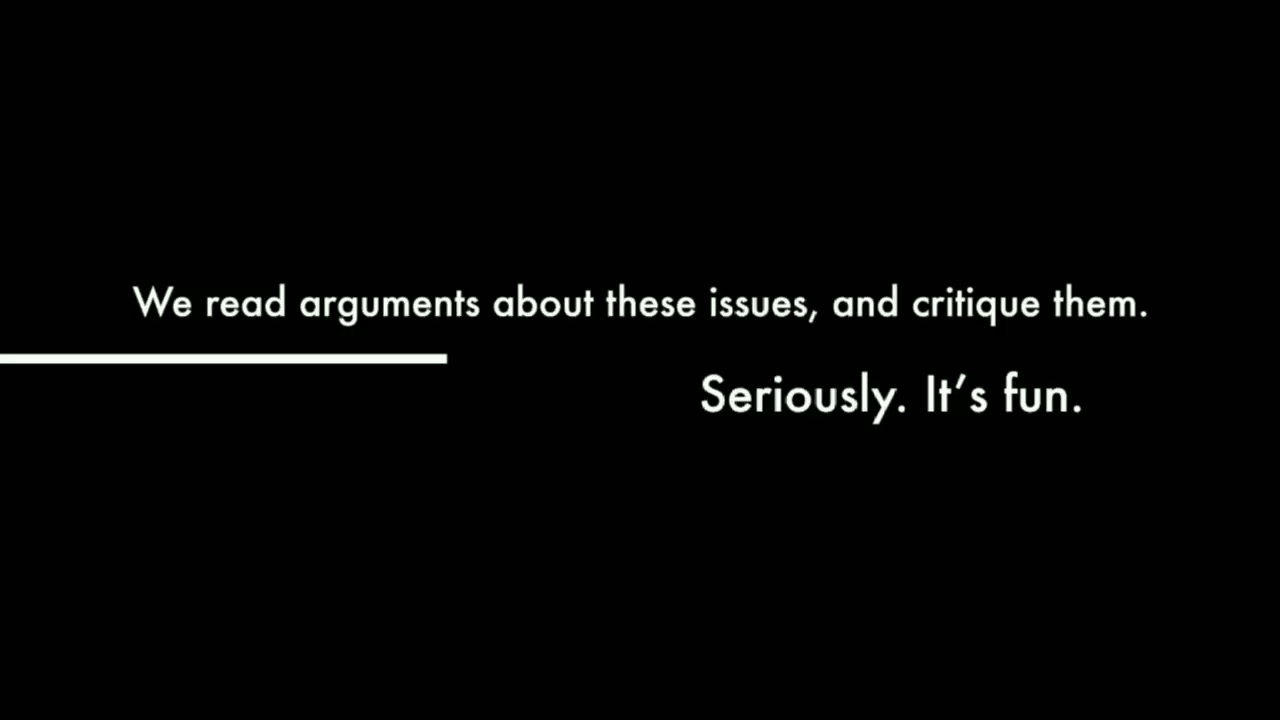 We read arguments about these issues, and critique them.
Seriously. It’s fun.